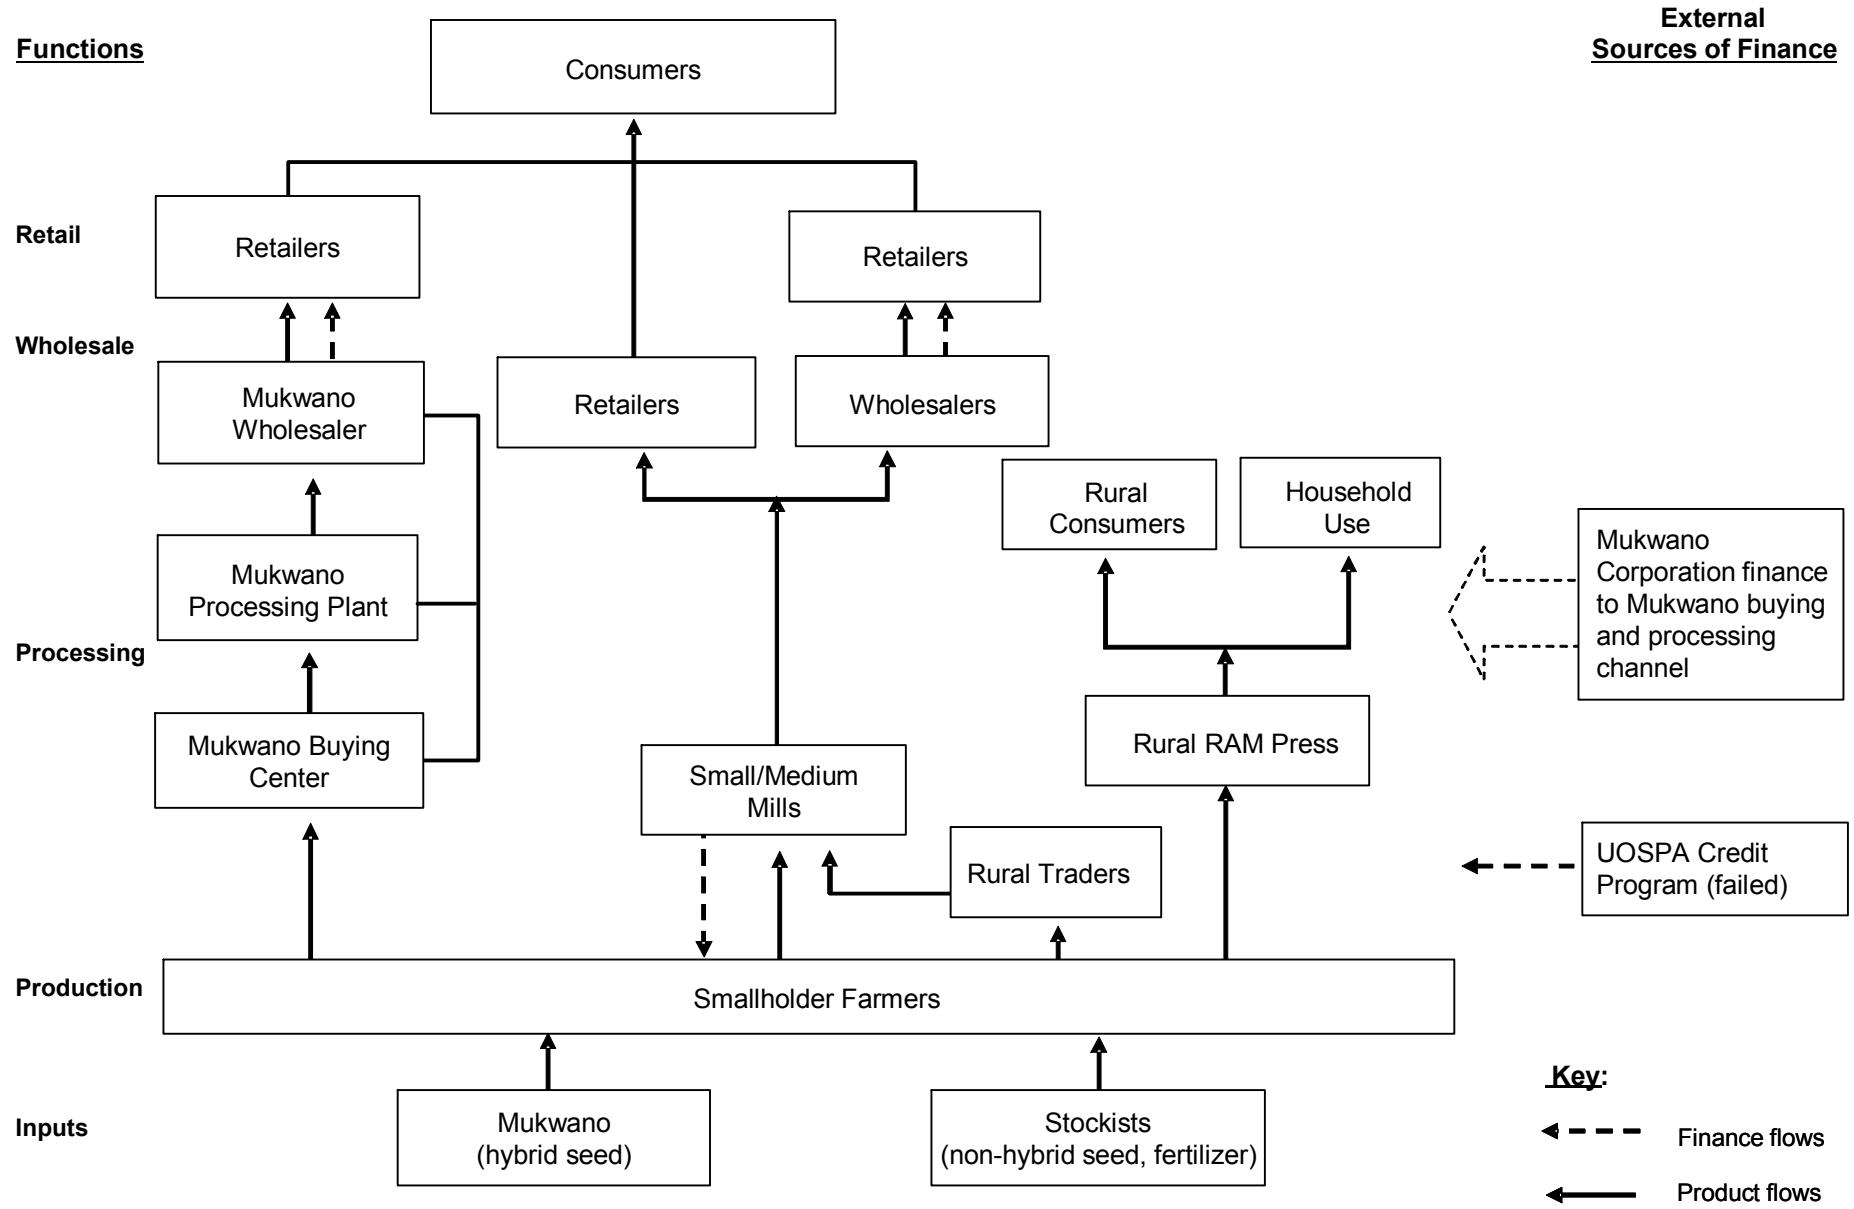 External
Sources of Finance
Functions
Consumers
Retail
Retailers
Retailers
Wholesale
Mukwano
Wholesaler
Retailers
Wholesalers
Rural
Consumers
Household
Use
Mukwano
Corporation finance
to Mukwano buying
and processing
channel
Mukwano
Processing Plant
Processing
Mukwano Buying
Center
Small/Medium
Mills
Rural RAM Press
Rural Traders
UOSPA Credit
Program (failed)
Production
Smallholder Farmers
Inputs
Mukwano
(hybrid seed)
Stockists
(non-hybrid seed, fertilizer)
Key:
Finance flows
Product flows